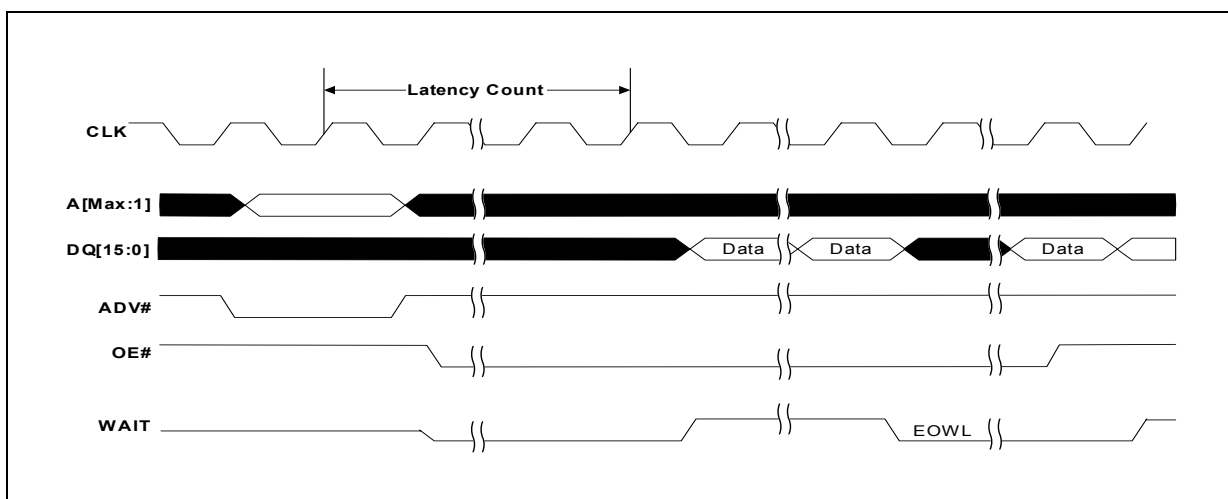 Latency Count
CLK
A[Max:1]
DQ[15:0] Data Data Data
ADV#
OE#
WAIT EOWL